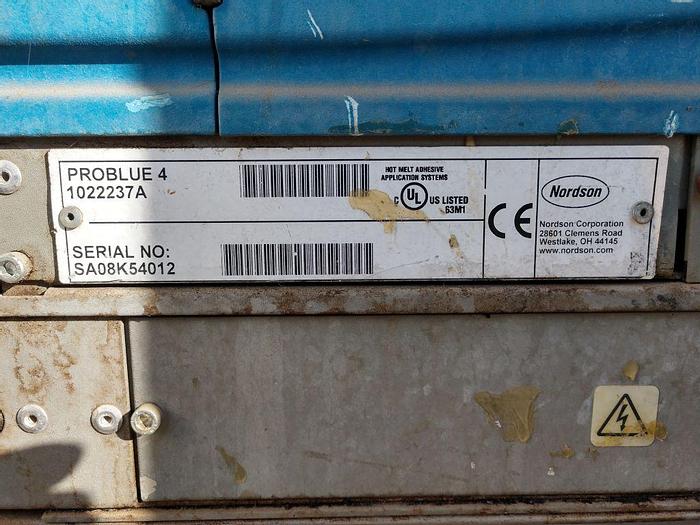 PROBLUE 4
1022237A
SERIAL NO:
SA08K54012
HOT MELT ADHESIVE
APPLICATION SYSTEMS
C UL US LISTED
63M1
CE
Nordson
Nordson Corporation
28601 Clemens Road
Westlake, OH 44145
www.nordson.com